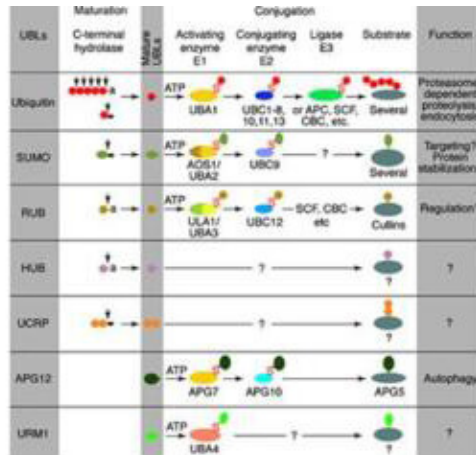 Maturation
Conjugation
UBLs
C-terminal
hydrolase
Mature
UBLs
Activating
enzyme
E1
Conjugating
enzyme
E2
Ligase
E3
Substrate
Function
Ubiquitin
a
ATP
UBA1
UBC1-8,
10,11,13
or APC, SCF,
CBC, etc.
Several
Proteasome
dependent
proteolysis
endocytosis
SUMO
ATP
AOS1/
UBA2
UBC9
?
Several
Targeting?
Protein
stabilization
RUB
a
ATP
ULA1/
UBA3
UBC12
SCF, CBC
etc
Cullins
Regulation?
HUB
a
?
?
?
UCRP
?
?
?
APG12
ATP
APG7
APG10
APG5
Autophagy
URM1
ATP
UBA4
?
?
?